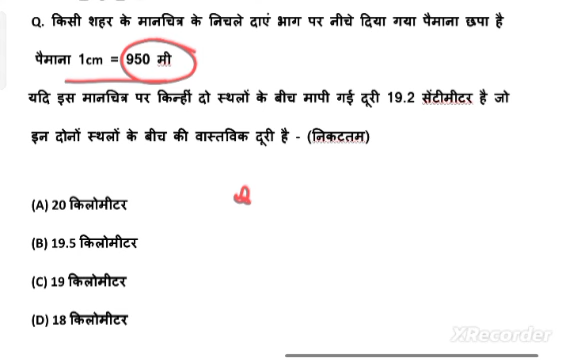 Q. किसी शहर के मानचित्र के निचले दाएं भाग पर नीचे दिया गया पैमाना छपा है
पैमाना 1cm = 950 मी
यदि इस मानचित्र पर किन्हीं दो स्थलों के बीच मापी गई दूरी 19.2 सेंटीमीटर है जो
इन दोनों स्थलों के बीच की वास्तविक दूरी है - (निकटतम)
(A) 20 किलोमीटर
(B) 19.5 किलोमीटर
(C) 19 किलोमीटर
(D) 18 किलोमीटर
XRecorder